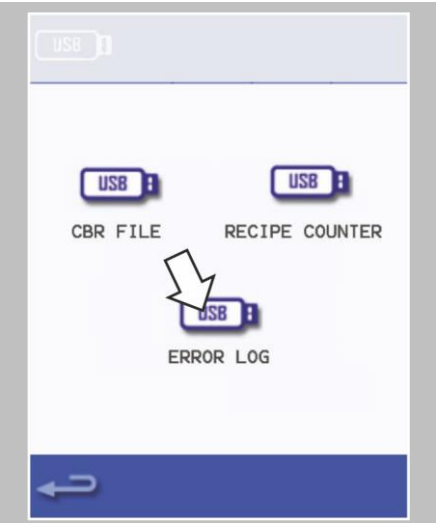 USB
USB USB
CBR FILE RECIPE COUNTER
USB
ERROR LOG